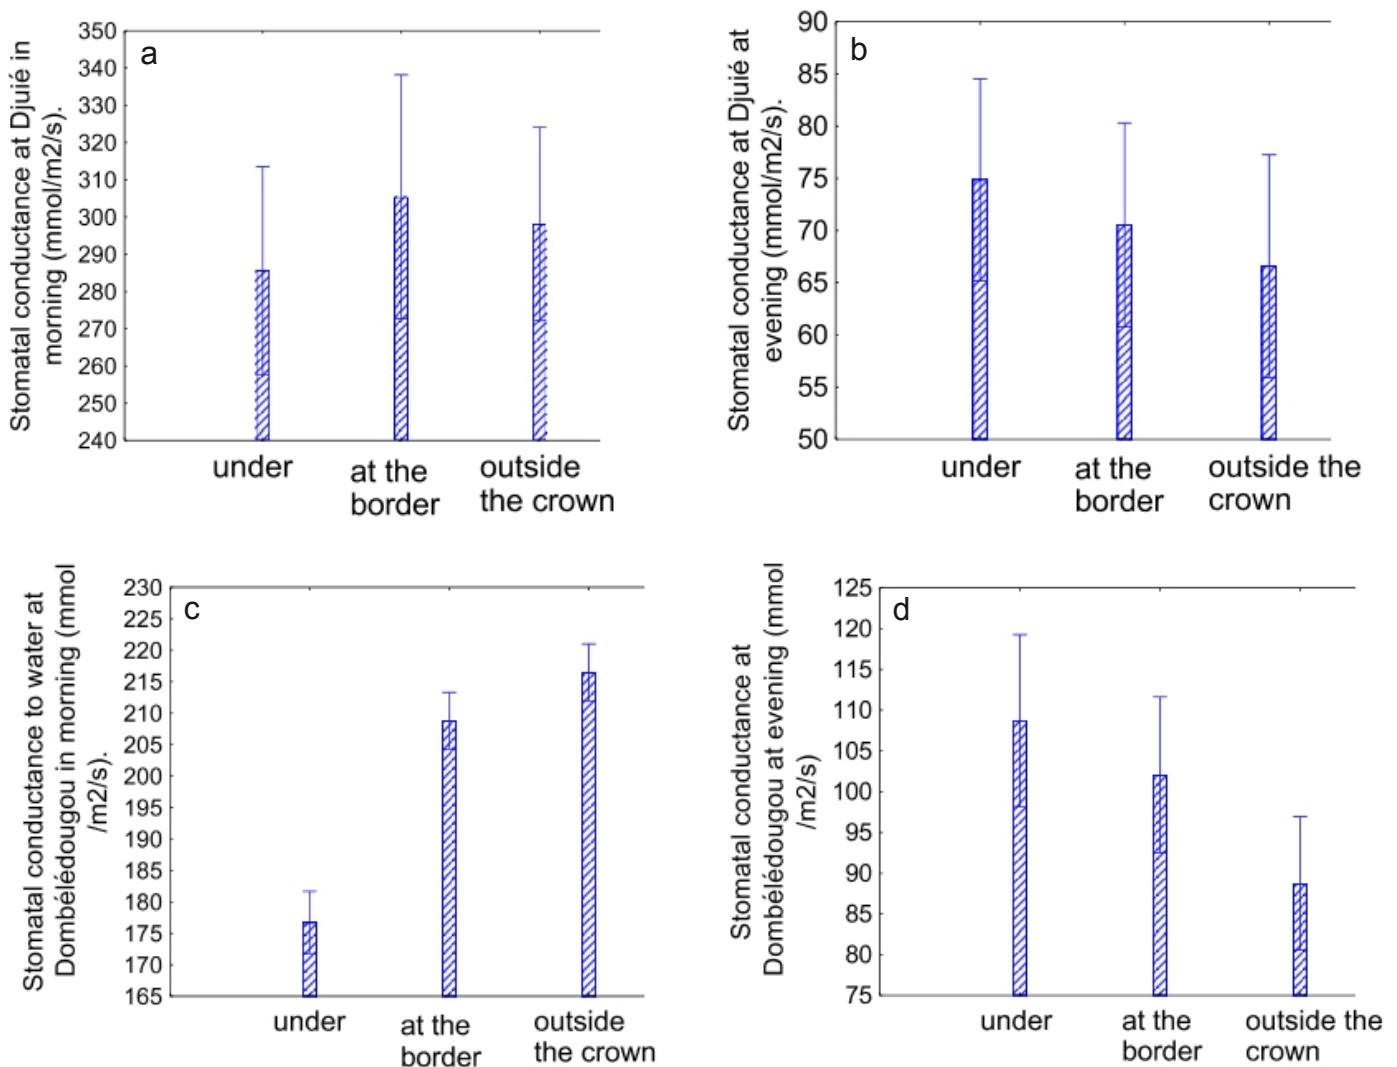 a
Stomatal conductance at Djuié in
morning (mmol/m2/s).
350
340
330
320
310
300
290
280
270
260
250
240
under
at the
border
outside
the crown
b
Stomatal conductance at Djuié at
evening (mmol/m2/s).
90
85
80
75
70
65
60
55
50
under
at the
border
outside the
crown
c
Stomatal conductance to water at
Dombélédougou in morning (mmol
/m2/s).
230
225
220
215
210
205
200
195
190
185
180
175
170
165
under
at the
border
outside
the crown
d
Stomatal conductance at
Dombélédougou at evening (mmol
/m2/s)
125
120
115
110
105
100
95
90
85
80
75
under
at the
border
outside the
crown